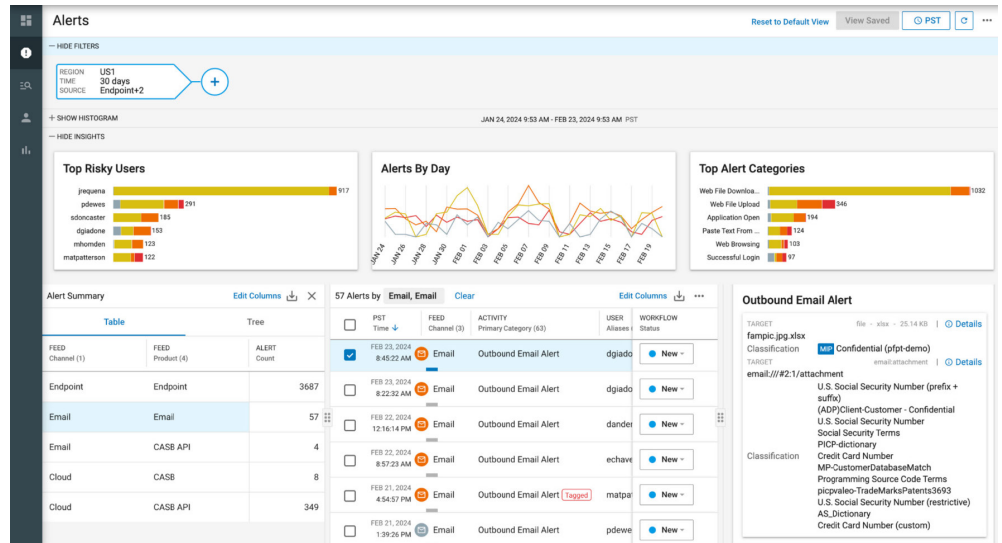 Alerts
Reset to Default View
View Saved
PST
HIDE FILTERS
REGION US1
TIME 30 days
SOURCE Endpoint+2
SHOW HISTOGRAM
JAN 24, 2024 9:53 AM - FEB 23, 2024 9:53 AM PST
HIDE INSIGHTS
Top Risky Users
jrequena 917
pdewes 291
sdoncaster 185
dgiadone 153
mhomden 123
matpatterson 122
Alerts By Day
JAN 24 JAN 26 JAN 28 JAN 30 FEB 01 FEB 03 FEB 05 FEB 07 FEB 09 FEB 11 FEB 13 FEB 15 FEB 17 FEB 19
Top Alert Categories
Web File Downloa... 1032
Web File Upload 346
Application Open 194
Paste Text From ... 124
Web Browsing 103
Successful Login 97
Alert Summary
Edit Columns
Table Tree
FEED FEED ALERT
Channel (1) Product (4) Count
Endpoint Endpoint 3687
Email Email 57
Email CASB API 4
Cloud CASB 8
Cloud CASB API 349
57 Alerts by Email, Email Clear
Edit Columns
PST FEED ACTIVITY USER WORKFLOW
Time Channel (3) Primary Category (63) Aliases Status
FEB 23, 2024
8:45:22 AM Email Outbound Email Alert dgiado New
FEB 23, 2024
8:22:32 AM Email Outbound Email Alert dgiado New
FEB 22, 2024
12:16:14 PM Email Outbound Email Alert dander New
FEB 22, 2024
8:57:23 AM Email Outbound Email Alert echave New
FEB 21, 2024
4:54:57 PM Email Outbound Email Alert Tagged matpat New
FEB 21, 2024
1:39:26 PM Email Outbound Email Alert pdewe New
Outbound Email Alert
TARGET file - xlsx - 25.14 KB | Details
fampic.jpg.xlsx
Classification MIP Confidential (pfpt-demo)
TARGET email:attachment | Details
email:///#2:1/attachment
U.S. Social Security Number (prefix +
suffix)
(ADP)Client-Customer - Confidential
U.S. Social Security Number
Social Security Terms
PICP-dictionary
Classification Credit Card Number
MP-CustomerDatabaseMatch
Programming Source Code Terms
picpvaleo-TradeMarksPatents3693
U.S. Social Security Number (restrictive)
AS_Dictionary
Credit Card Number (custom)